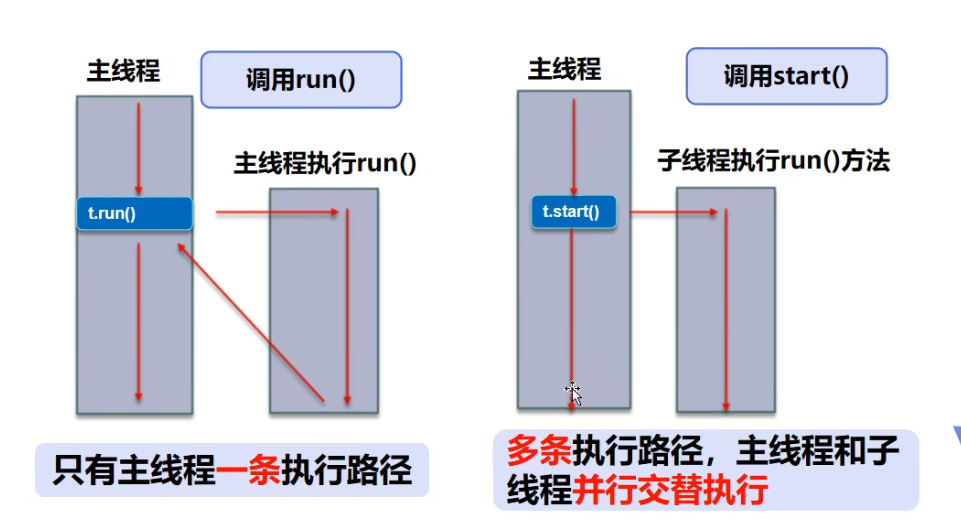 主线程
调用run()
主线程执行run()
t.run()
只有主线程一条执行路径
主线程
调用start()
子线程执行run()方法
t.start()
多条执行路径，主线程和子
线程并行交替执行